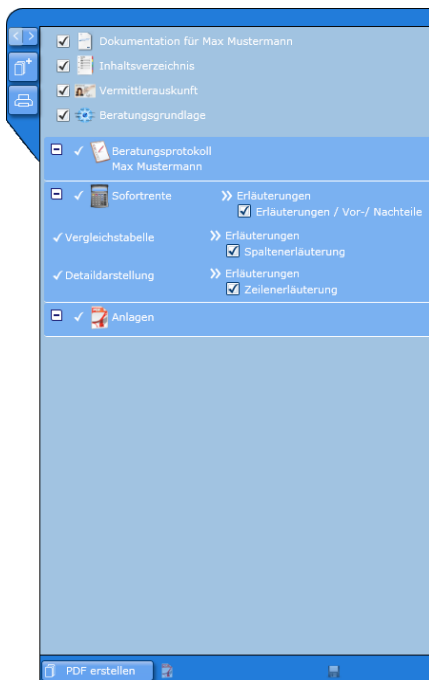 Dokumentation für Max Mustermann
Inhaltsverzeichnis
Vermittlerauskunft
Beratungsgrundlage
Beratungsprotokoll
Max Mustermann
Sofortrente
Erläuterungen
Erläuterungen / Vor-/ Nachteile
Vergleichstabelle
Erläuterungen
Spaltenerläuterung
Detaildarstellung
Erläuterungen
Zeilenerläuterung
Anlagen
PDF erstellen